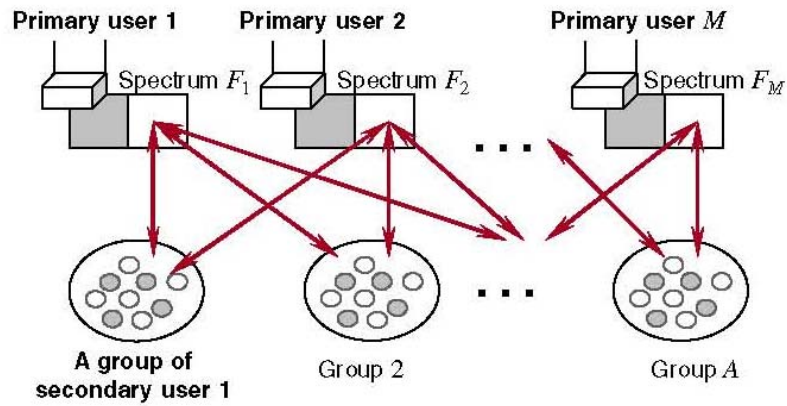 Primary user 1
Primary user 2
Primary user M
Spectrum F₁
Spectrum F₂
Spectrum F_M
. . .
. . .
A group of
secondary user 1
Group 2
Group A